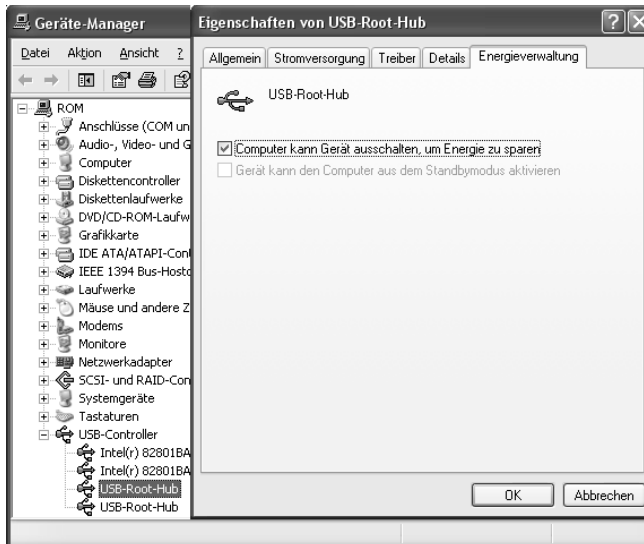 Geräte-Manager
Datei Aktion Ansicht ?
ROM
Anschlüsse (COM un
Audio-, Video- und G
Computer
Diskettencontroller
Diskettenlaufwerke
DVD/CD-ROM-Laufw
Grafikkarte
IDE ATA/ATAPI-Con
IEEE 1394 Bus-Hostc
Laufwerke
Mäuse und andere Z
Modems
Monitore
Netzwerkadapter
SCSI- und RAID-Con
Systemgeräte
Tastaturen
USB-Controller
Intel(r) 82801BA
Intel(r) 82801BA
USB-Root-Hub
USB-Root-Hub
Eigenschaften von USB-Root-Hub
Allgemein Stromversorgung Treiber Details Energieverwaltung
USB-Root-Hub
Computer kann Gerät ausschalten, um Energie zu sparen
Gerät kann den Computer aus dem Standbymodus aktivieren
OK Abbrechen